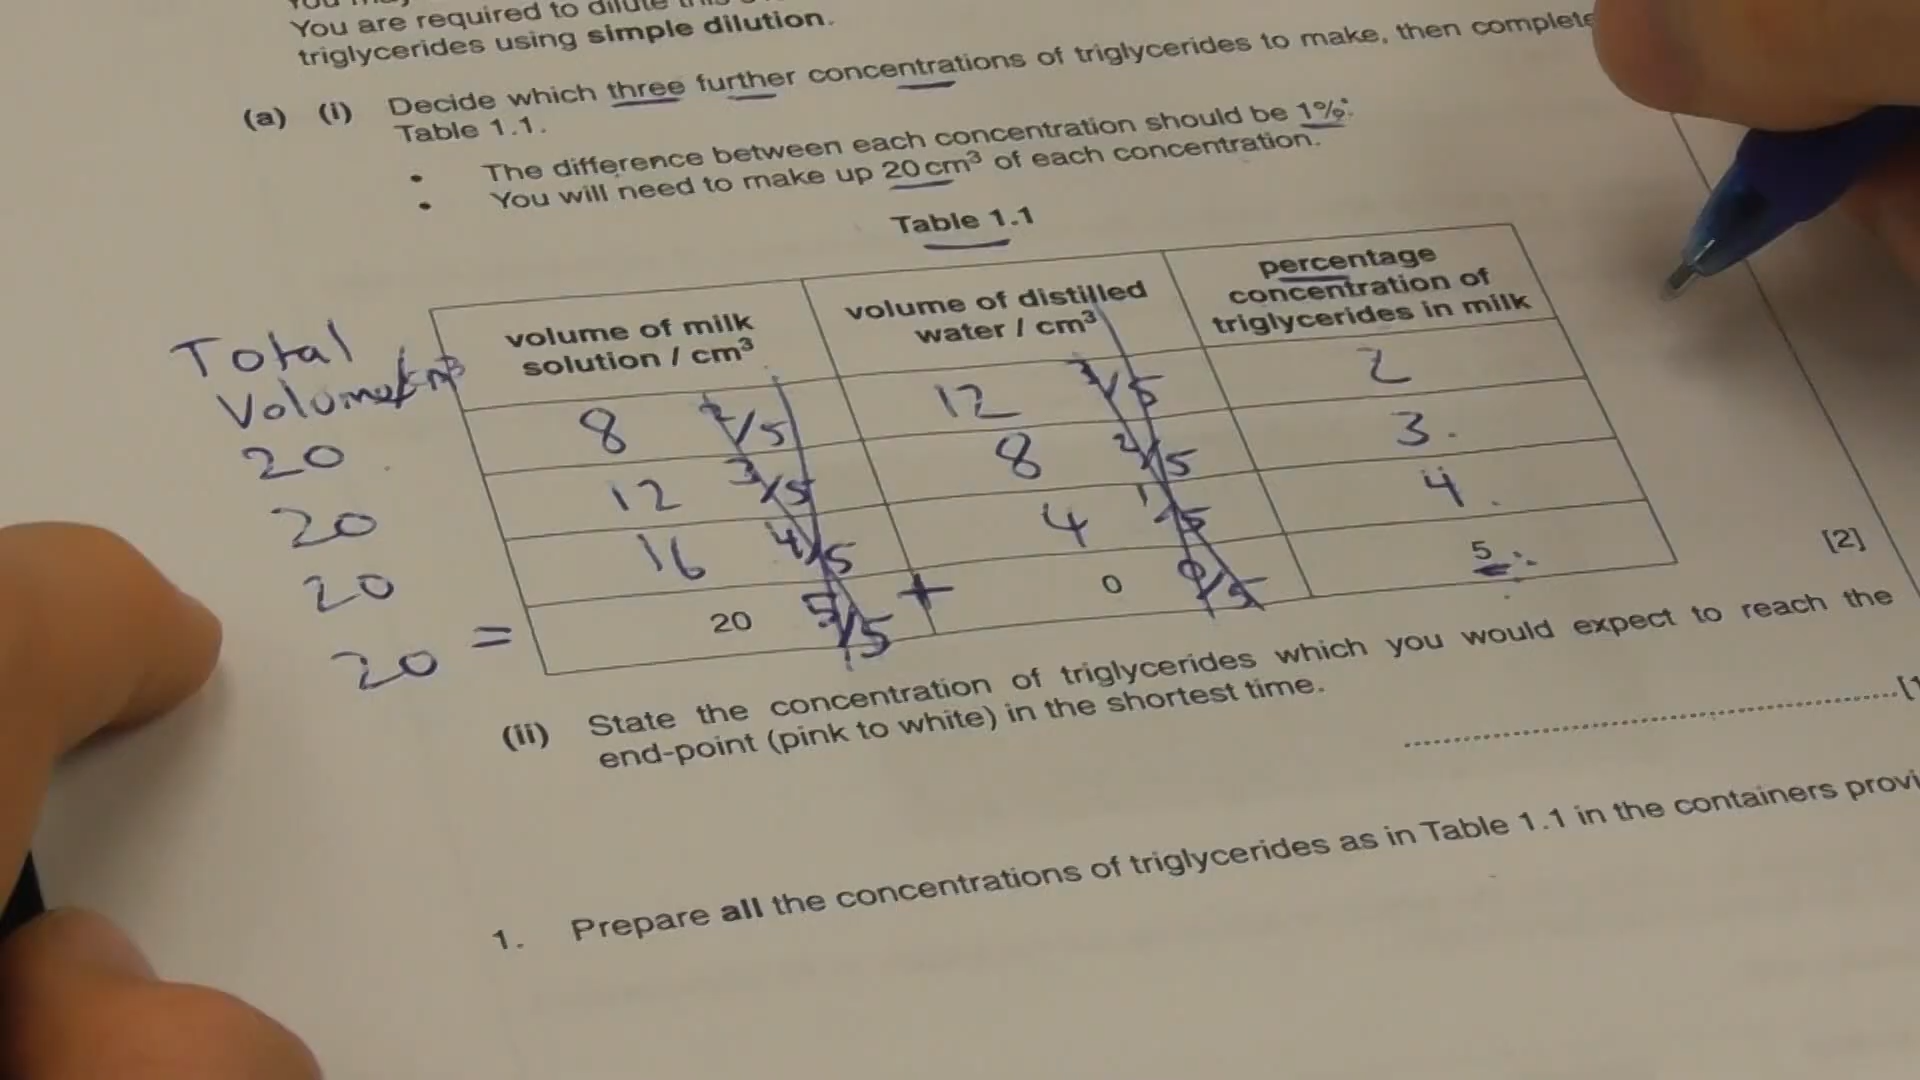 You are required to dilute this
triglycerides using simple dilution.
(a) (i) Decide which three further concentrations of triglycerides to make, then complete
Table 1.1.
• The difference between each concentration should be 1%.
• You will need to make up 20 cm³ of each concentration.
Table 1.1
Total Volume/cm³ | volume of milk solution / cm³ | volume of distilled water / cm³ | percentage concentration of triglycerides in milk
20 8 2/5 12 3/5 2
20 12 3/5 8 2/5 3
20 16 4/5 4 1/5 4
20 = 20 5/5 + 0 0/5 5
[2]
(ii) State the concentration of triglycerides which you would expect to reach the
end-point (pink to white) in the shortest time.
[1
1. Prepare all the concentrations of triglycerides as in Table 1.1 in the containers provi